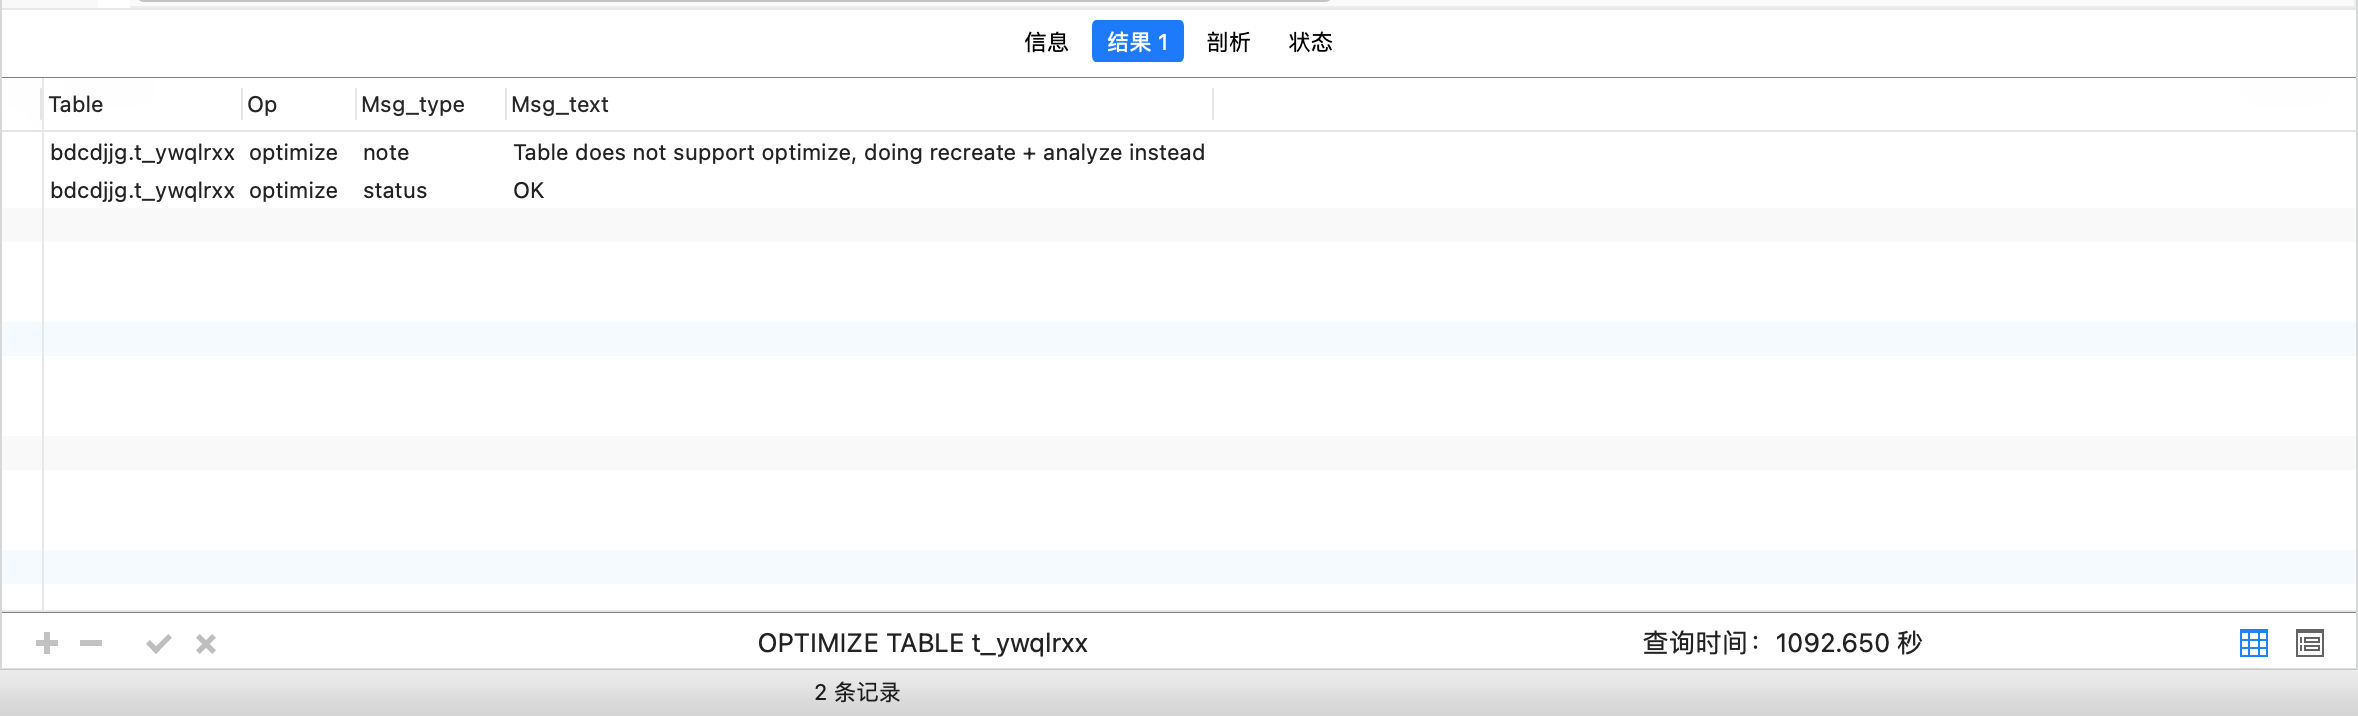 信息 结果 1 剖析 状态
Table Op Msg_type Msg_text
bdcdjjg.t_ywqlrxx optimize note Table does not support optimize, doing recreate + analyze instead
bdcdjjg.t_ywqlrxx optimize status OK
OPTIMIZE TABLE t_ywqlrxx 查询时间：1092.650 秒
2 条记录